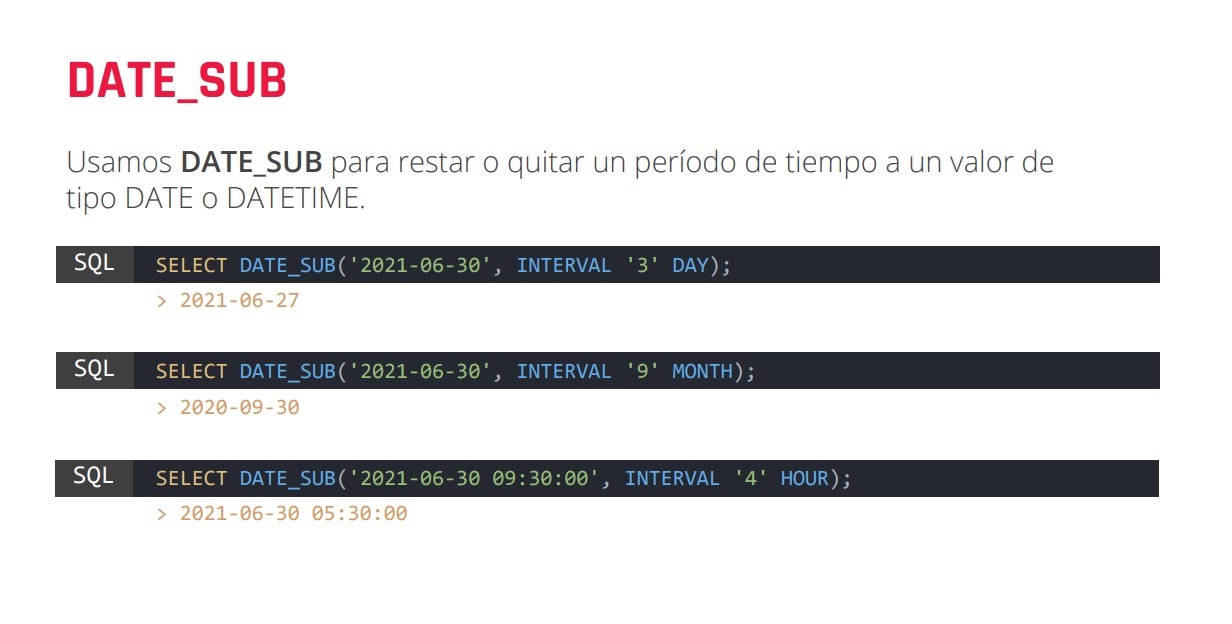 DATE_SUB
Usamos DATE_SUB para restar o quitar un período de tiempo a un valor de
tipo DATE o DATETIME.
SQL SELECT DATE_SUB('2021-06-30', INTERVAL '3' DAY);
> 2021-06-27
SQL SELECT DATE_SUB('2021-06-30', INTERVAL '9' MONTH);
> 2020-09-30
SQL SELECT DATE_SUB('2021-06-30 09:30:00', INTERVAL '4' HOUR);
> 2021-06-30 05:30:00